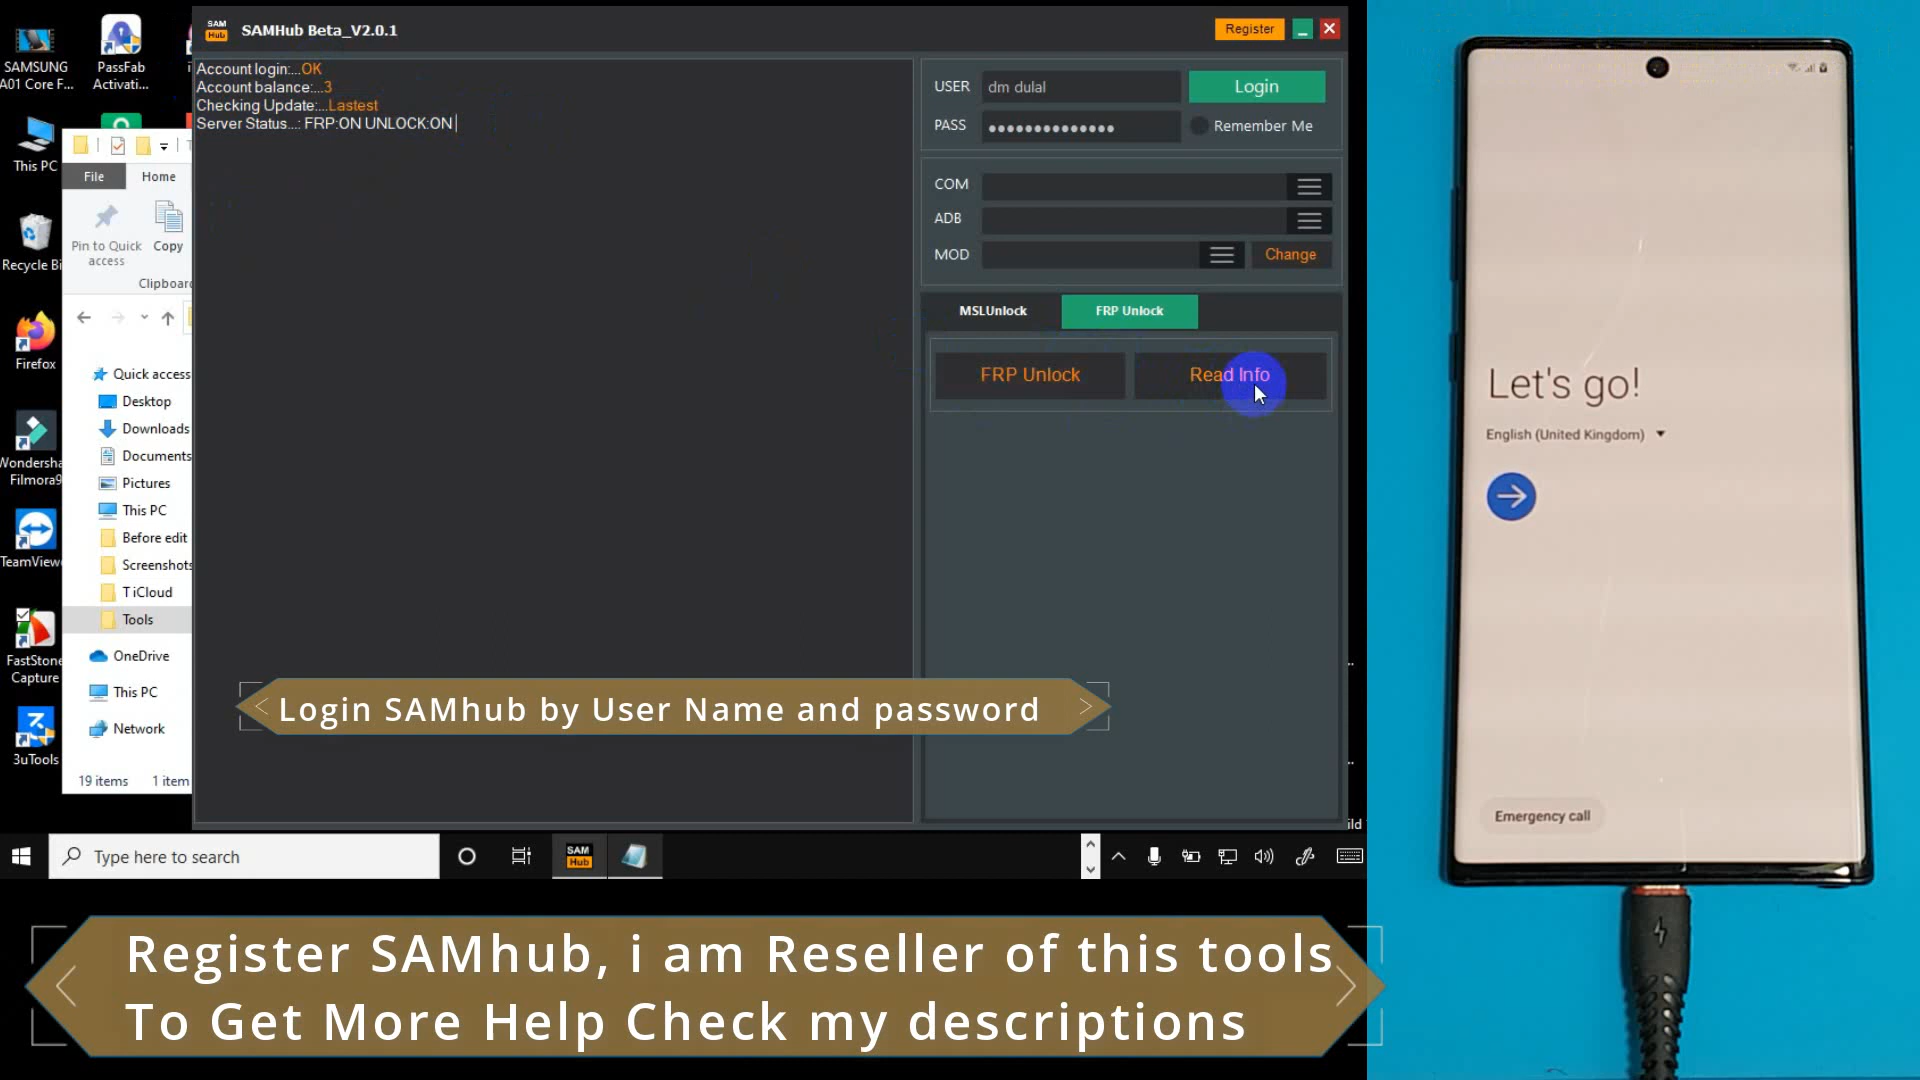 SAMSUNG
A01 Core F...
PassFab
Activati...
This PC
Recycle Bi
Firefox
Wondersha
Filmora9
TeamView
FastStone
Capture
3uTools
File
Home
Pin to Quick
access
Copy
Clipboard
Quick access
Desktop
Downloads
Documents
Pictures
This PC
Before edit
Screenshots
T iCloud
Tools
OneDrive
This PC
Network
19 items
1 item
SAM
Hub
SAMHub Beta_V2.0.1
Register
Account login:...OK
Account balance:...3
Checking Update:...Lastest
Server Status...: FRP:ON UNLOCK:ON
USER
dm dulal
Login
PASS
Remember Me
COM
ADB
MOD
Change
MSLUnlock
FRP Unlock
FRP Unlock
Read Info
Login SAMhub by User Name and password
Type here to search
SAM
Hub
Let's go!
English (United Kingdom)
Emergency call
Register SAMhub, i am Reseller of this tools
To Get More Help Check my descriptions